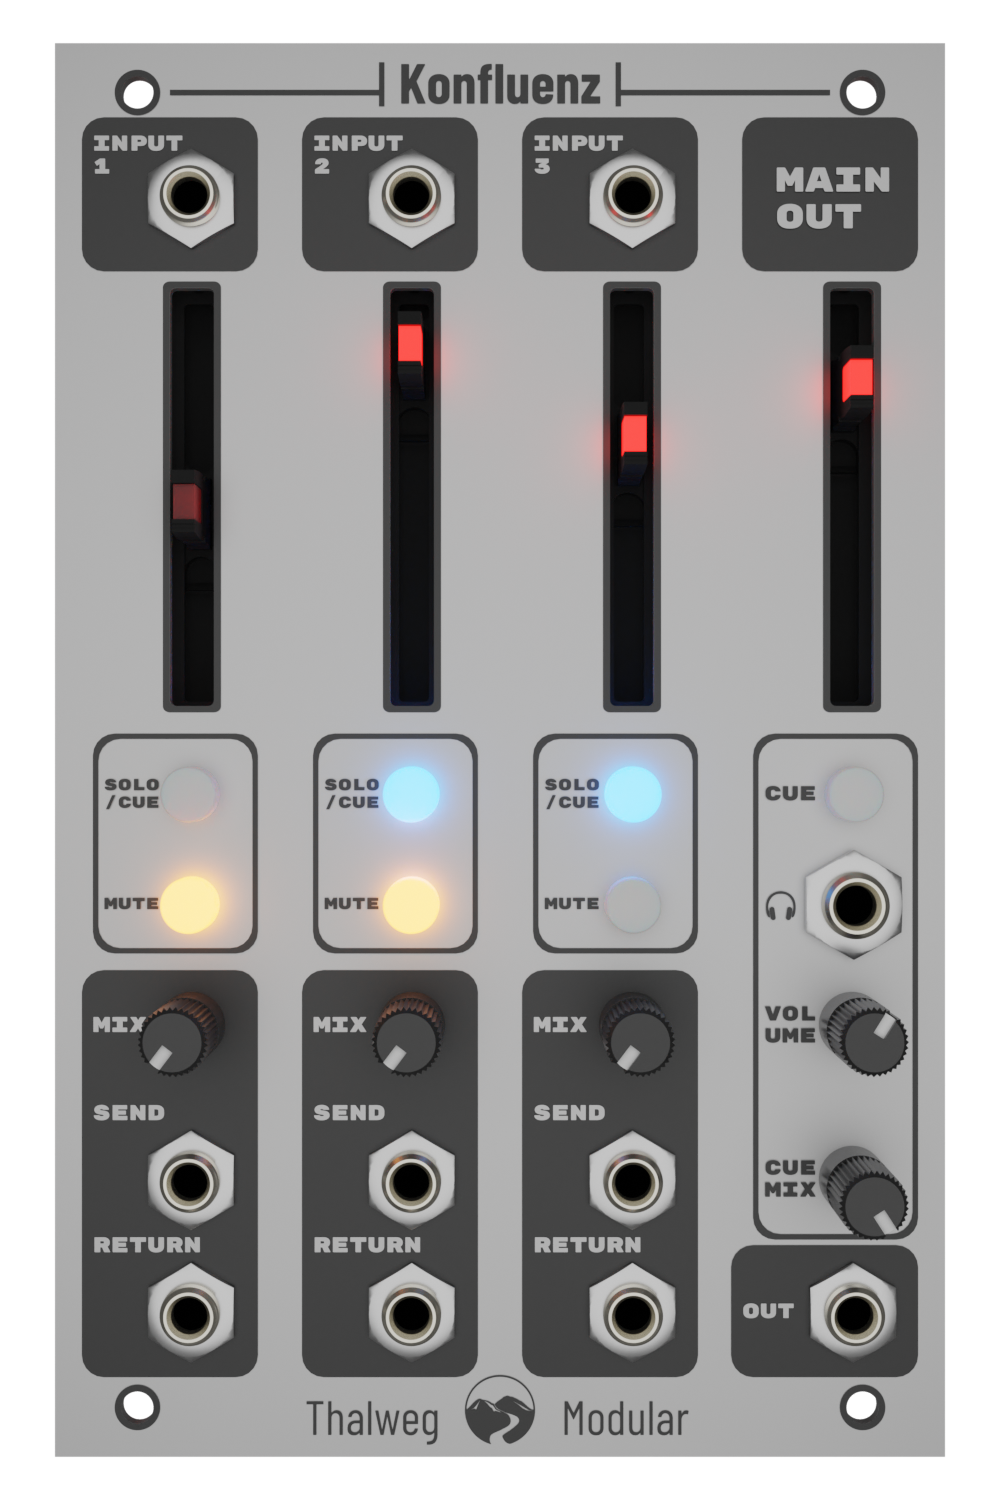 Konfluenz
INPUT
1
INPUT
2
INPUT
3
MAIN
OUT
SOLO
/CUE
MUTE
SOLO
/CUE
MUTE
SOLO
/CUE
MUTE
CUE
VOL
UME
CUE
MIX
MIX
SEND
RETURN
MIX
SEND
RETURN
MIX
SEND
RETURN
OUT
Thalweg Modular